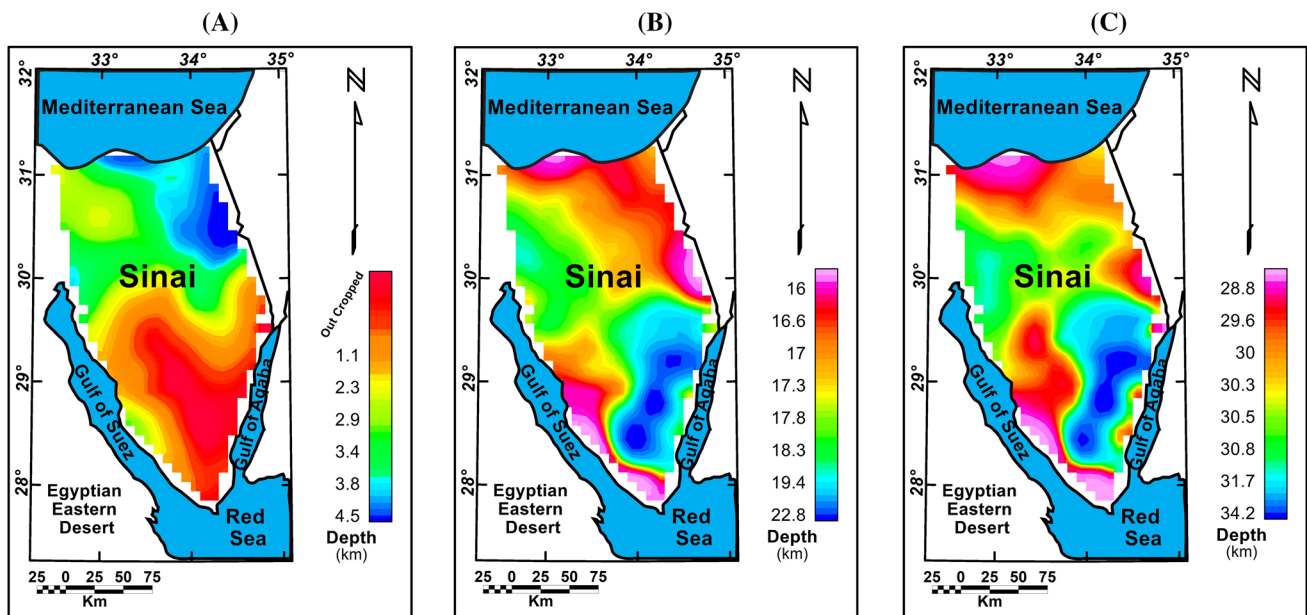 (A)
33°
34°
35°
32°
31°
30°
29°
28°
N
Mediterranean Sea
Sinai
Gulf of Suez
Gulf of Aqaba
Egyptian
Eastern
Desert
Red
Sea
Out Cropped
1.1
2.3
2.9
3.4
3.8
4.5
Depth
(km)
25 0 25 50 75
Km
(B)
33°
34°
35°
32°
31°
30°
29°
28°
N
Mediterranean Sea
Sinai
Gulf of Suez
Gulf of Aqaba
Egyptian
Eastern
Desert
Red
Sea
16
16.6
17
17.3
17.8
18.3
19.4
22.8
Depth
(km)
25 0 25 50 75
Km
(C)
33°
34°
35°
32°
31°
30°
29°
28°
N
Mediterranean Sea
Sinai
Gulf of Suez
Gulf of Aqaba
Egyptian
Eastern
Desert
Red
Sea
28.8
29.6
30
30.3
30.5
30.8
31.7
34.2
Depth
(km)
25 0 25 50 75
Km